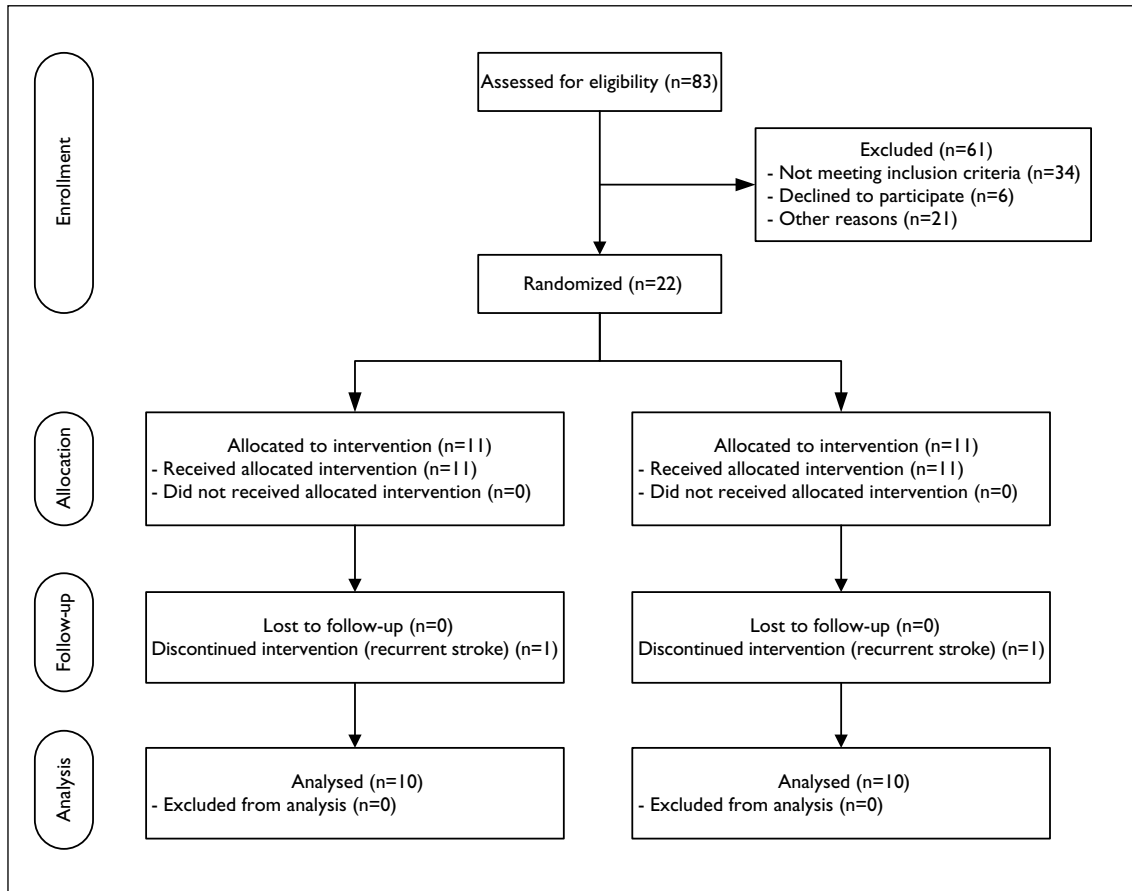 Enrollment
Assessed for eligibility (n=83)
Excluded (n=61)
- Not meeting inclusion criteria (n=34)
- Declined to participate (n=6)
- Other reasons (n=21)
Randomized (n=22)
Allocation
Allocated to intervention (n=11)
- Received allocated intervention (n=11)
- Did not received allocated intervention (n=0)
Allocated to intervention (n=11)
- Received allocated intervention (n=11)
- Did not received allocated intervention (n=0)
Follow-up
Lost to follow-up (n=0)
Discontinued intervention (recurrent stroke) (n=1)
Lost to follow-up (n=0)
Discontinued intervention (recurrent stroke) (n=1)
Analysis
Analysed (n=10)
- Excluded from analysis (n=0)
Analysed (n=10)
- Excluded from analysis (n=0)